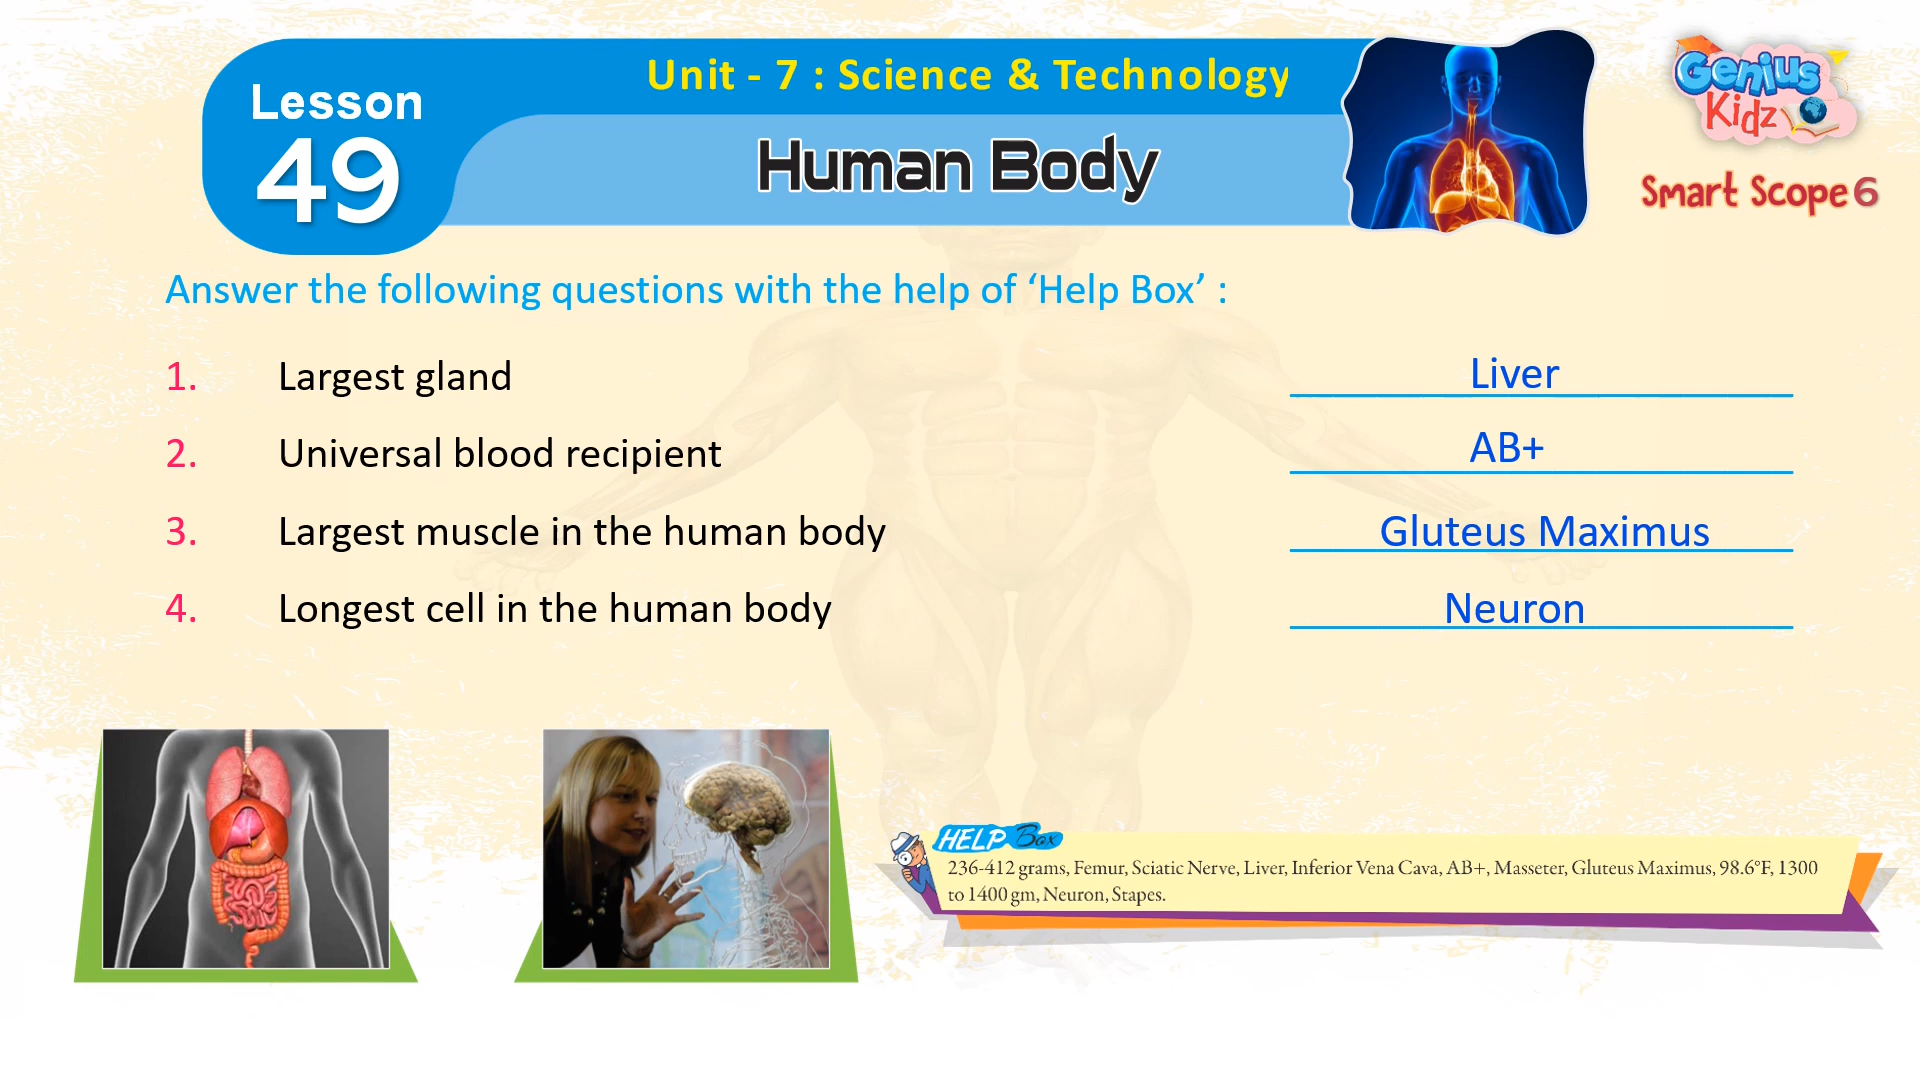 Lesson
49
Unit - 7 : Science & Technology
Human Body
Genius
Kidz
Smart Scope 6
Answer the following questions with the help of ‘Help Box’ :
1. Largest gland Liver
2. Universal blood recipient AB+
3. Largest muscle in the human body Gluteus Maximus
4. Longest cell in the human body Neuron
HELP Box
236-412 grams, Femur, Sciatic Nerve, Liver, Inferior Vena Cava, AB+, Masseter, Gluteus Maximus, 98.6°F, 1300
to 1400 gm, Neuron, Stapes.